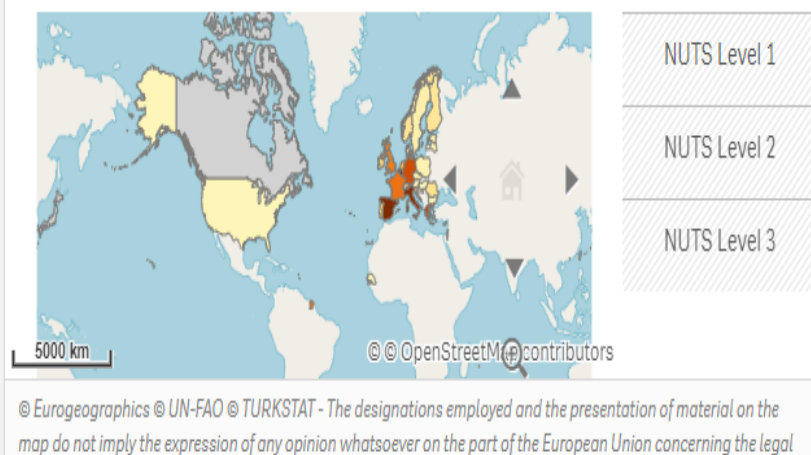 NUTS Level 1
NUTS Level 2
NUTS Level 3
5000 km
© © OpenStreetMap contributors
© Eurogeographics © UN-FAO © TURKSTAT - The designations employed and the presentation of material on the
map do not imply the expression of any opinion whatsoever on the part of the European Union concerning the legal